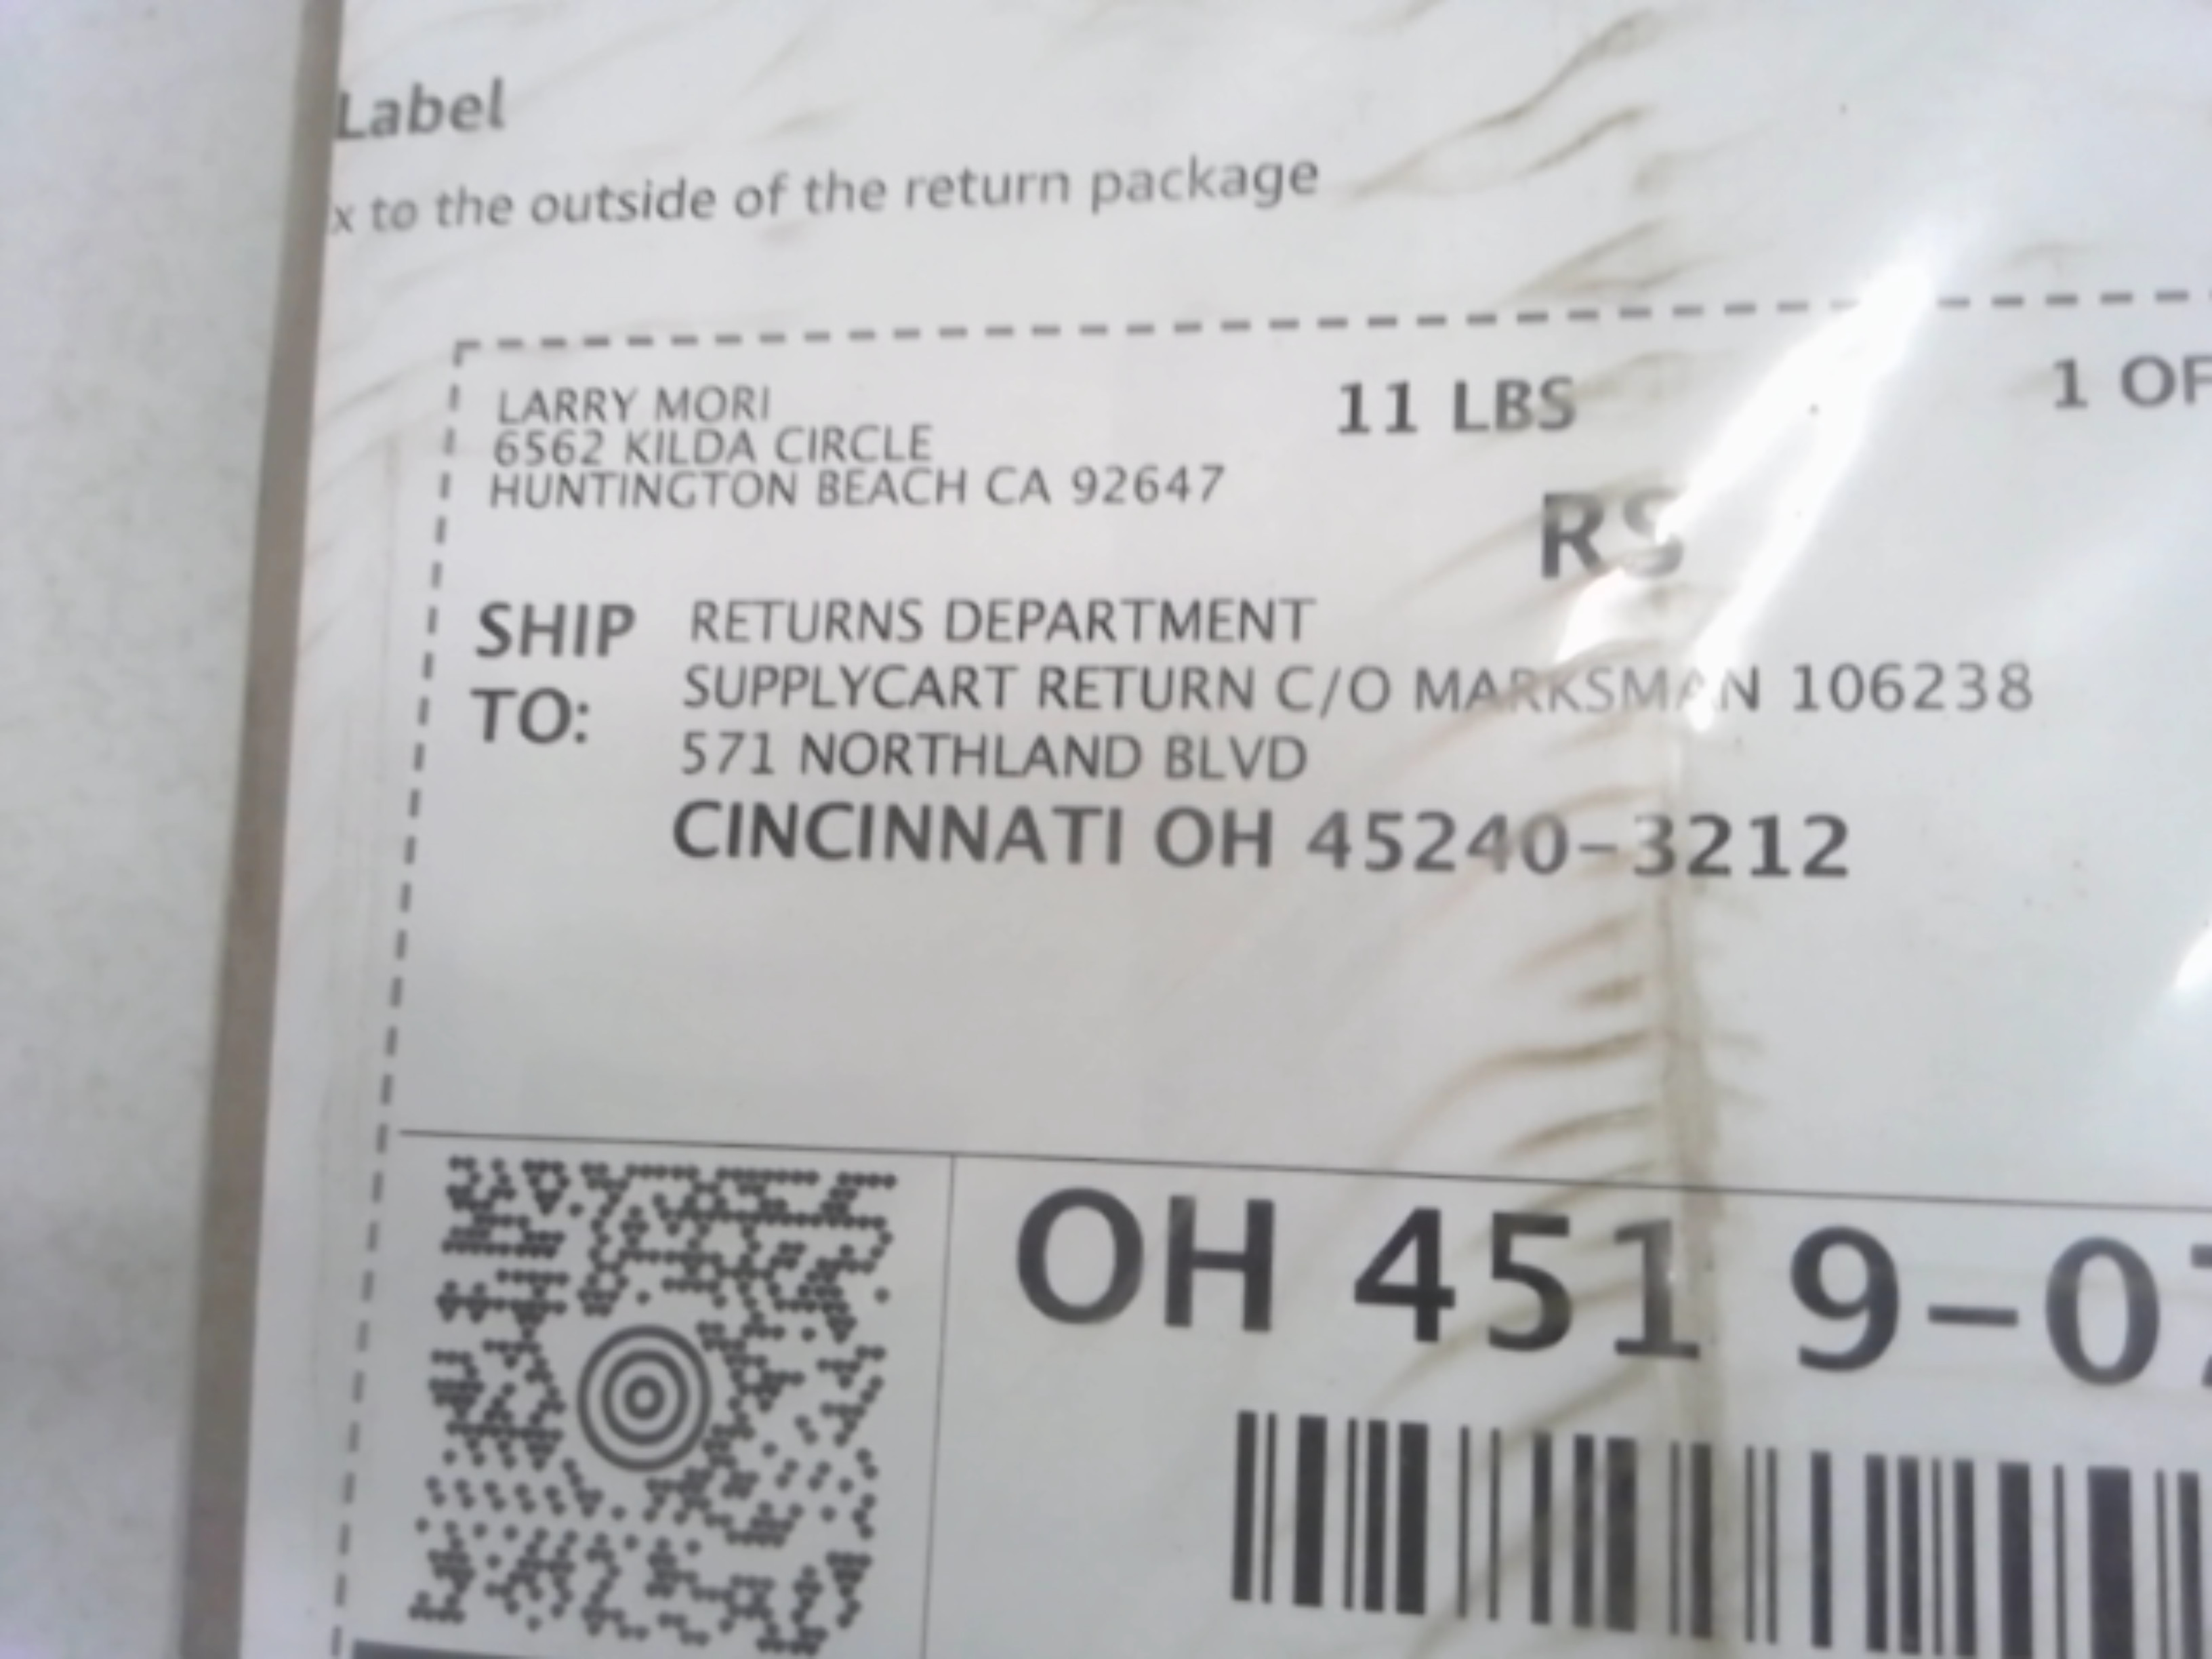 Label
x to the outside of the return package
LARRY MORI
6562 KILDA CIRCLE
HUNTINGTON BEACH CA 92647
11 LBS
1 OF
RS
SHIP TO:
RETURNS DEPARTMENT
SUPPLYCART RETURN C/O MARKSMAN 106238
571 NORTHLAND BLVD
CINCINNATI OH 45240-3212
OH 451 9-0